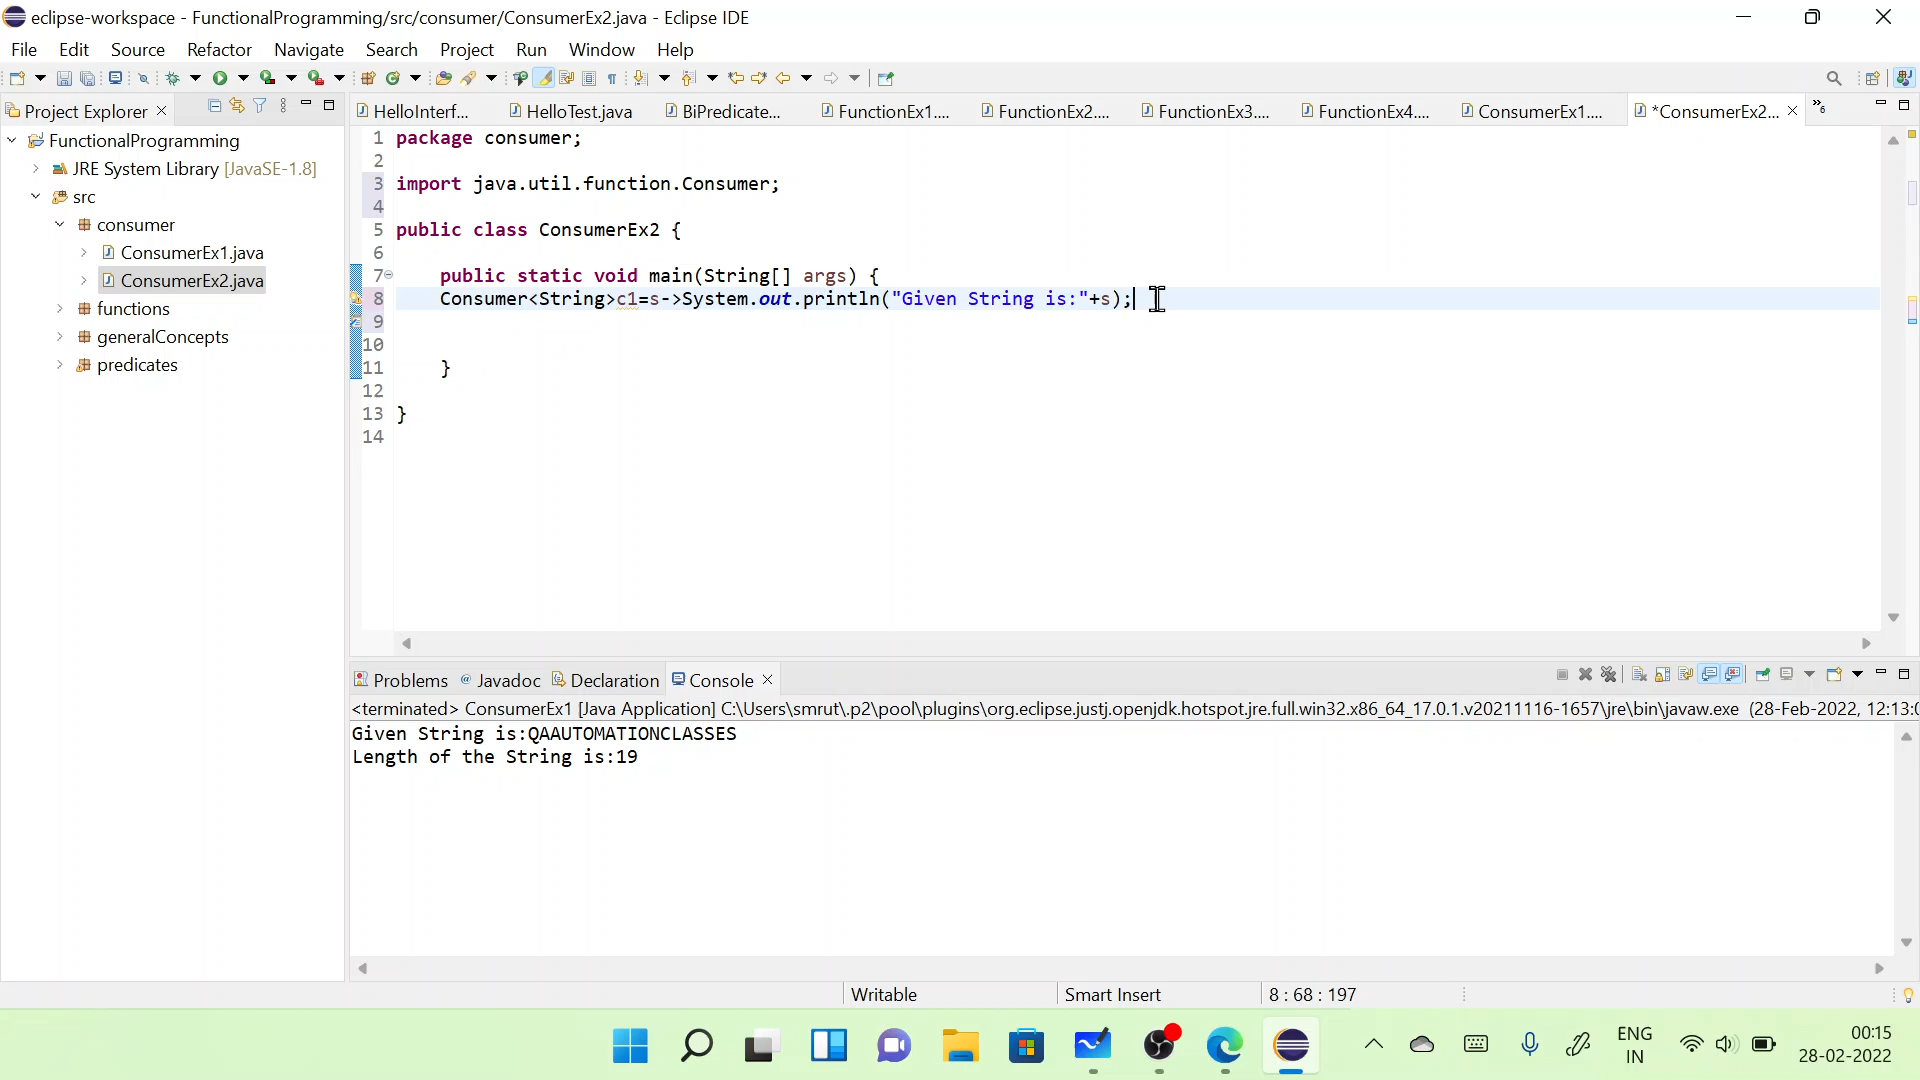 eclipse-workspace - FunctionalProgramming/src/consumer/ConsumerEx2.java - Eclipse IDE
File Edit Source Refactor Navigate Search Project Run Window Help
Project Explorer
HelloInterf... HelloTest.java BiPredicate... FunctionEx1.... FunctionEx2.... FunctionEx3.... FunctionEx4.... ConsumerEx1.... *ConsumerEx2... »6
FunctionalProgramming
JRE System Library [JavaSE-1.8]
src
consumer
ConsumerEx1.java
ConsumerEx2.java
functions
generalConcepts
predicates
1 package consumer;
2
3 import java.util.function.Consumer;
4
5 public class ConsumerEx2 {
6
7 public static void main(String[] args) {
8 Consumer<String>c1=s->System.out.println("Given String is:"+s);
9
10
11 }
12
13 }
14
Problems @ Javadoc Declaration Console
<terminated> ConsumerEx1 [Java Application] C:\Users\smrut\.p2\pool\plugins\org.eclipse.justj.openjdk.hotspot.jre.full.win32.x86_64_17.0.1.v20211116-1657\jre\bin\javaw.exe (28-Feb-2022, 12:13:0
Given String is:QAAUTOMATIONCLASSES
Length of the String is:19
Writable Smart Insert 8 : 68 : 197
ENG
IN
00:15
28-02-2022